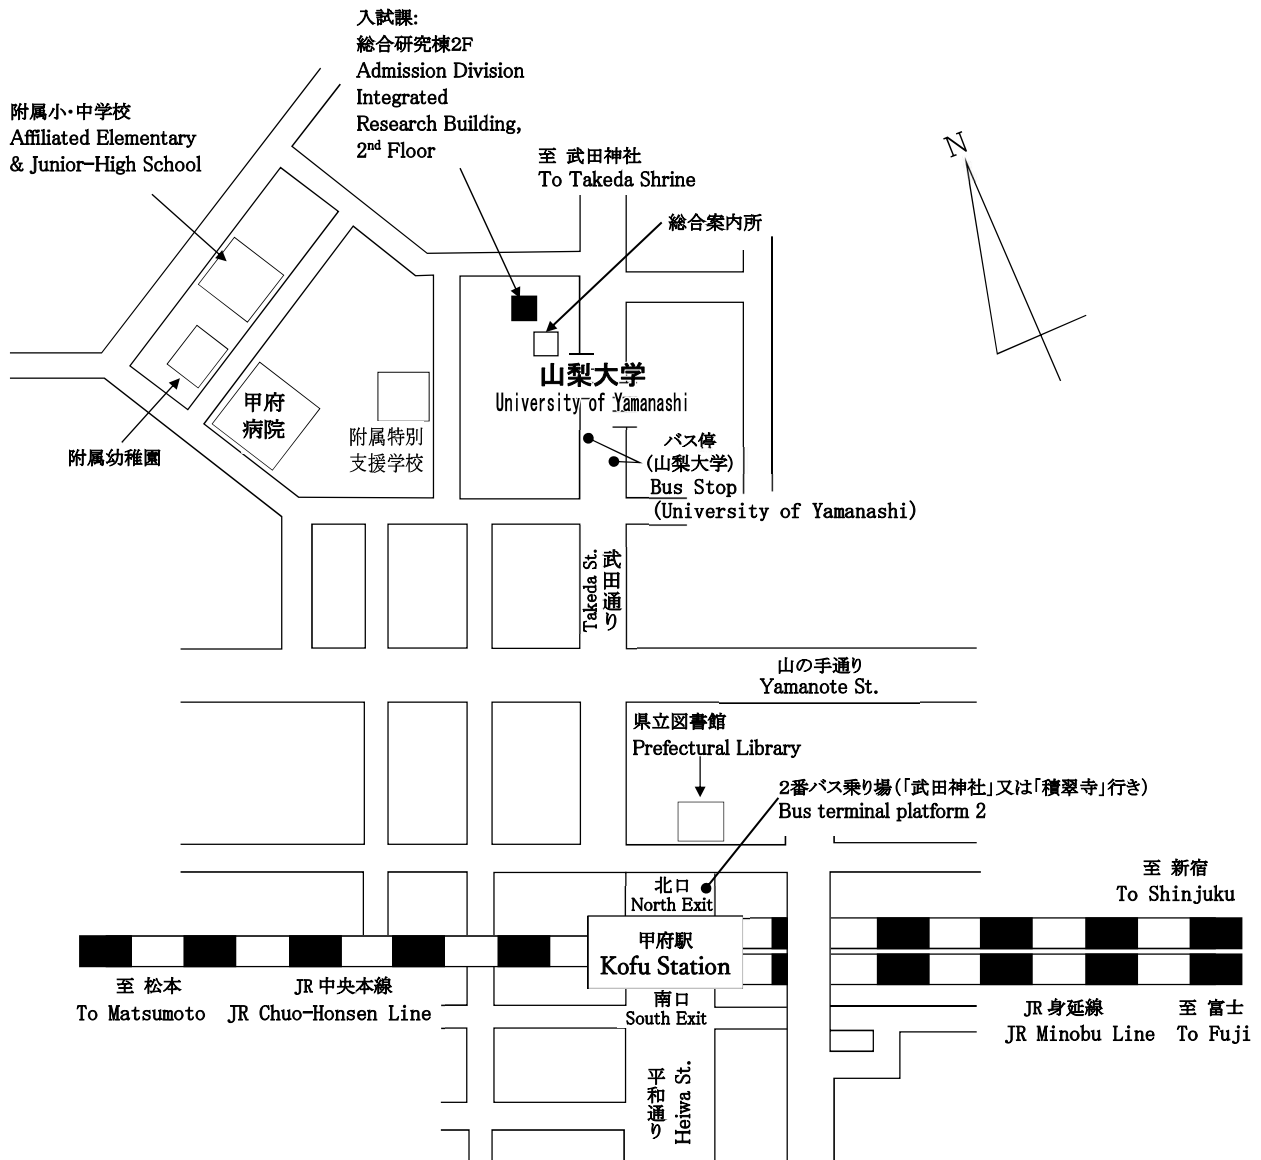 入試課:
総合研究棟2F
Admission Division
Integrated
Research Building,
2nd Floor
附属小・中学校
Affiliated Elementary
& Junior-High School
至 武田神社
To Takeda Shrine
N
総合案内所
山梨大学
University of Yamanashi
甲府
病院
附属特別
支援学校
附属幼稚園
バス停
(山梨大学)
Bus Stop
(University of Yamanashi)
Takeda St.
武田通り
山の手通り
Yamanote St.
県立図書館
Prefectural Library
2番バス乗り場(「武田神社」又は「積翠寺」行き)
Bus terminal platform 2
至 新宿
To Shinjuku
北口
North Exit
甲府駅
Kofu Station
南口
South Exit
至 松本
To Matsumoto
JR 中央本線
JR Chuo-Honsen Line
JR 身延線
JR Minobu Line
至 富士
To Fuji
平和通り
Heiwa St.